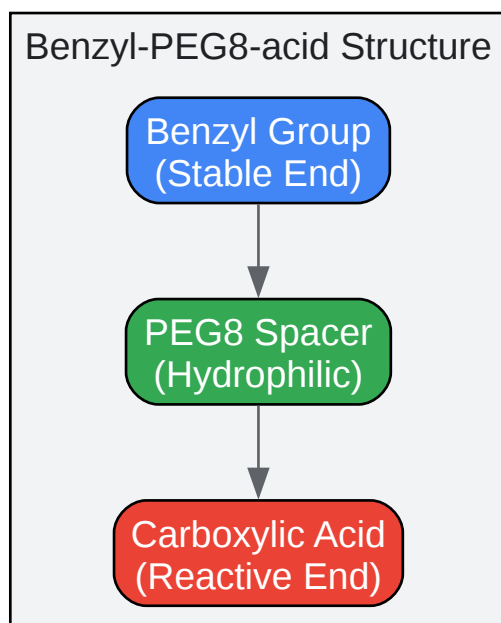 Benzyl-PEG8-acid Structure
Benzyl Group
(Stable End)
PEG8 Spacer
(Hydrophilic)
Carboxylic Acid
(Reactive End)